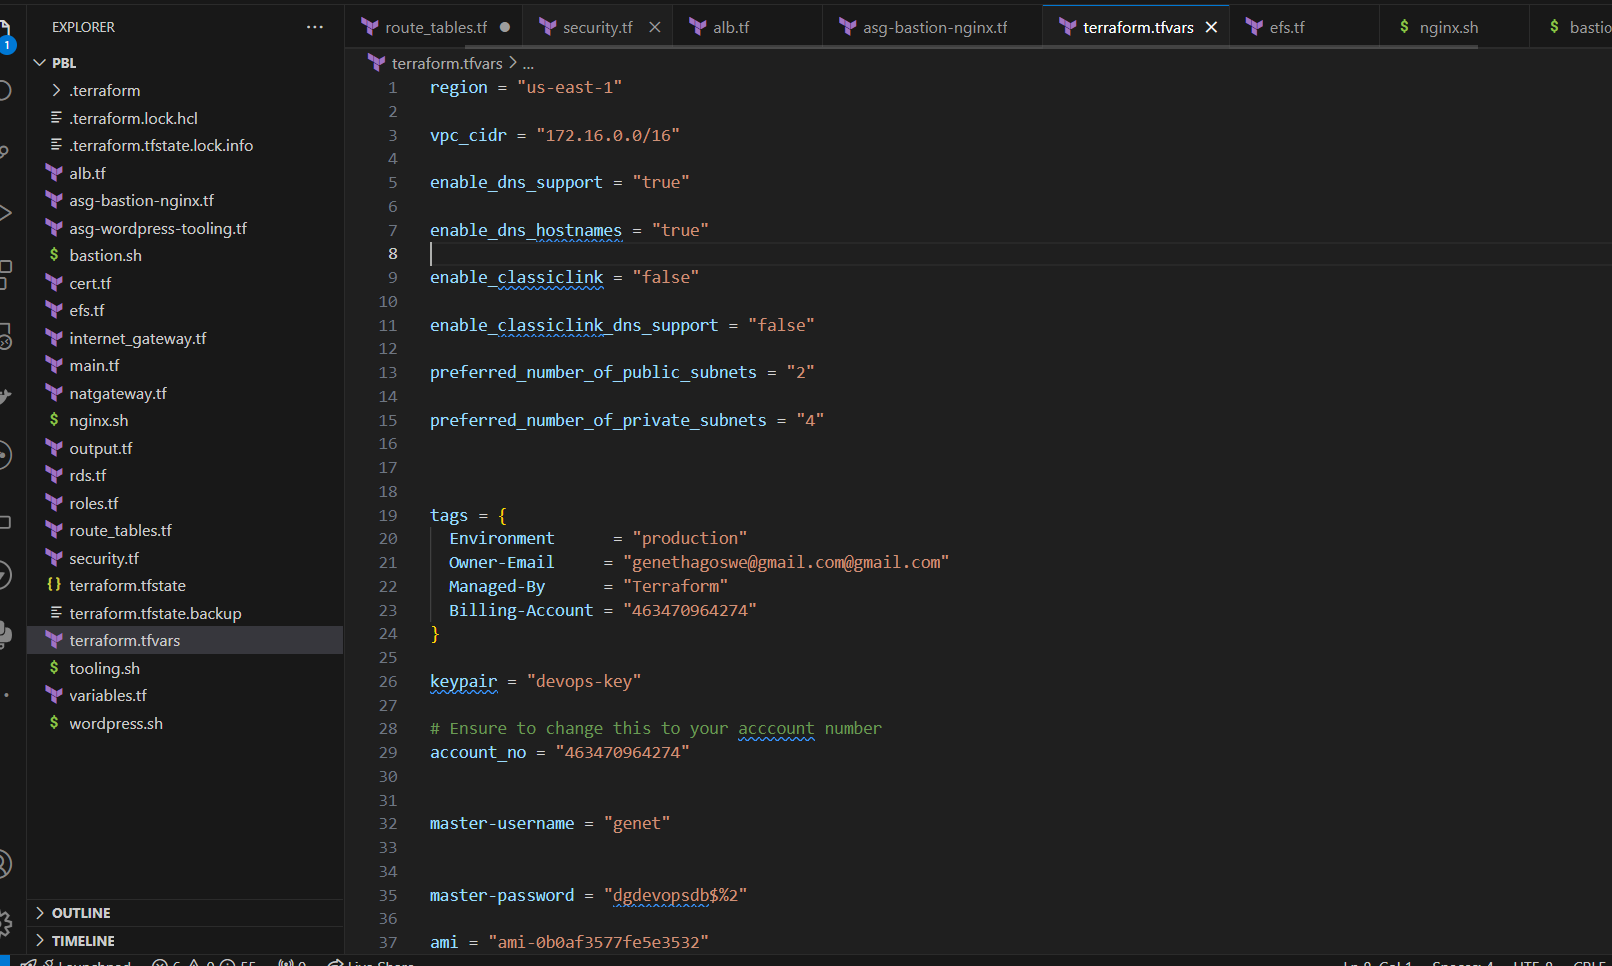 EXPLORER
PBL
.terraform
.terraform.lock.hcl
.terraform.tfstate.lock.info
alb.tf
asg-bastion-nginx.tf
asg-wordpress-tooling.tf
bastion.sh
cert.tf
efs.tf
internet_gateway.tf
main.tf
natgateway.tf
nginx.sh
output.tf
rds.tf
roles.tf
route_tables.tf
security.tf
terraform.tfstate
terraform.tfstate.backup
terraform.tfvars
tooling.sh
variables.tf
wordpress.sh
OUTLINE
TIMELINE
route_tables.tf security.tf alb.tf asg-bastion-nginx.tf terraform.tfvars efs.tf nginx.sh bastio
terraform.tfvars > ...
1 region = "us-east-1"
2
3 vpc_cidr = "172.16.0.0/16"
4
5 enable_dns_support = "true"
6
7 enable_dns_hostnames = "true"
8
9 enable_classiclink = "false"
10
11 enable_classiclink_dns_support = "false"
12
13 preferred_number_of_public_subnets = "2"
14
15 preferred_number_of_private_subnets = "4"
16
17
18
19 tags = {
20 Environment = "production"
21 Owner-Email = "genethagoswe@gmail.com@gmail.com"
22 Managed-By = "Terraform"
23 Billing-Account = "463470964274"
24 }
25
26 keypair = "devops-key"
27
28 # Ensure to change this to your acccount number
29 account_no = "463470964274"
30
31
32 master-username = "genet"
33
34
35 master-password = "dgdevopsdb$%2"
36
37 ami = "ami-0b0af3577fe5e3532"